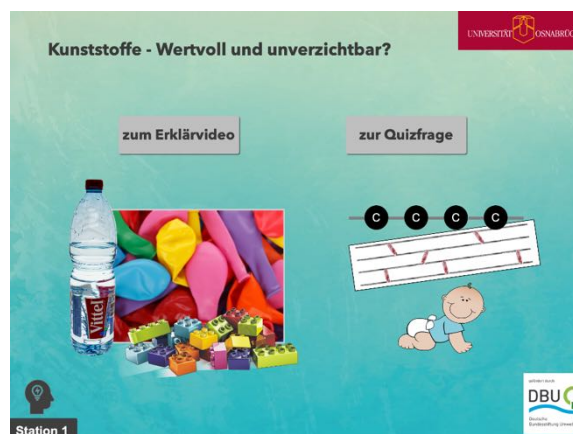 Kunststoffe - Wertvoll und unverzichtbar?
UNIVERSITÄT OSNABRÜCK
zum Erklärvideo
zur Quizfrage
C C C C
Vittel
DBU
Deutsche
Bundesstiftung Umwelt
Station 1